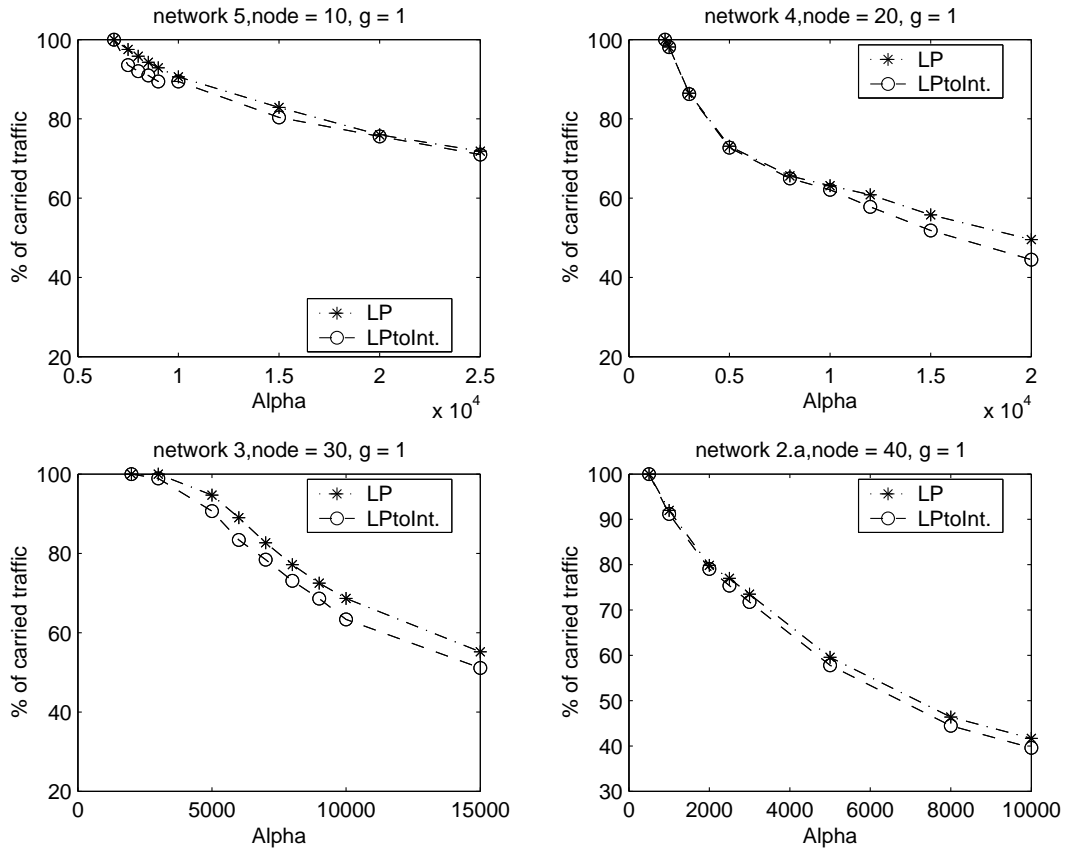 network 5,node = 10, g = 1
100
80
60
40
20
% of carried traffic
LP
LPtoInt.
0.5
1
1.5
2
2.5
Alpha
x 10^4
network 4,node = 20, g = 1
100
80
60
40
20
% of carried traffic
LP
LPtoInt.
0
0.5
1
1.5
2
Alpha
x 10^4
network 3,node = 30, g = 1
100
80
60
40
20
% of carried traffic
LP
LPtoInt.
0
5000
10000
15000
Alpha
network 2.a,node = 40, g = 1
100
90
80
70
60
50
40
30
% of carried traffic
LP
LPtoInt.
0
2000
4000
6000
8000
10000
Alpha